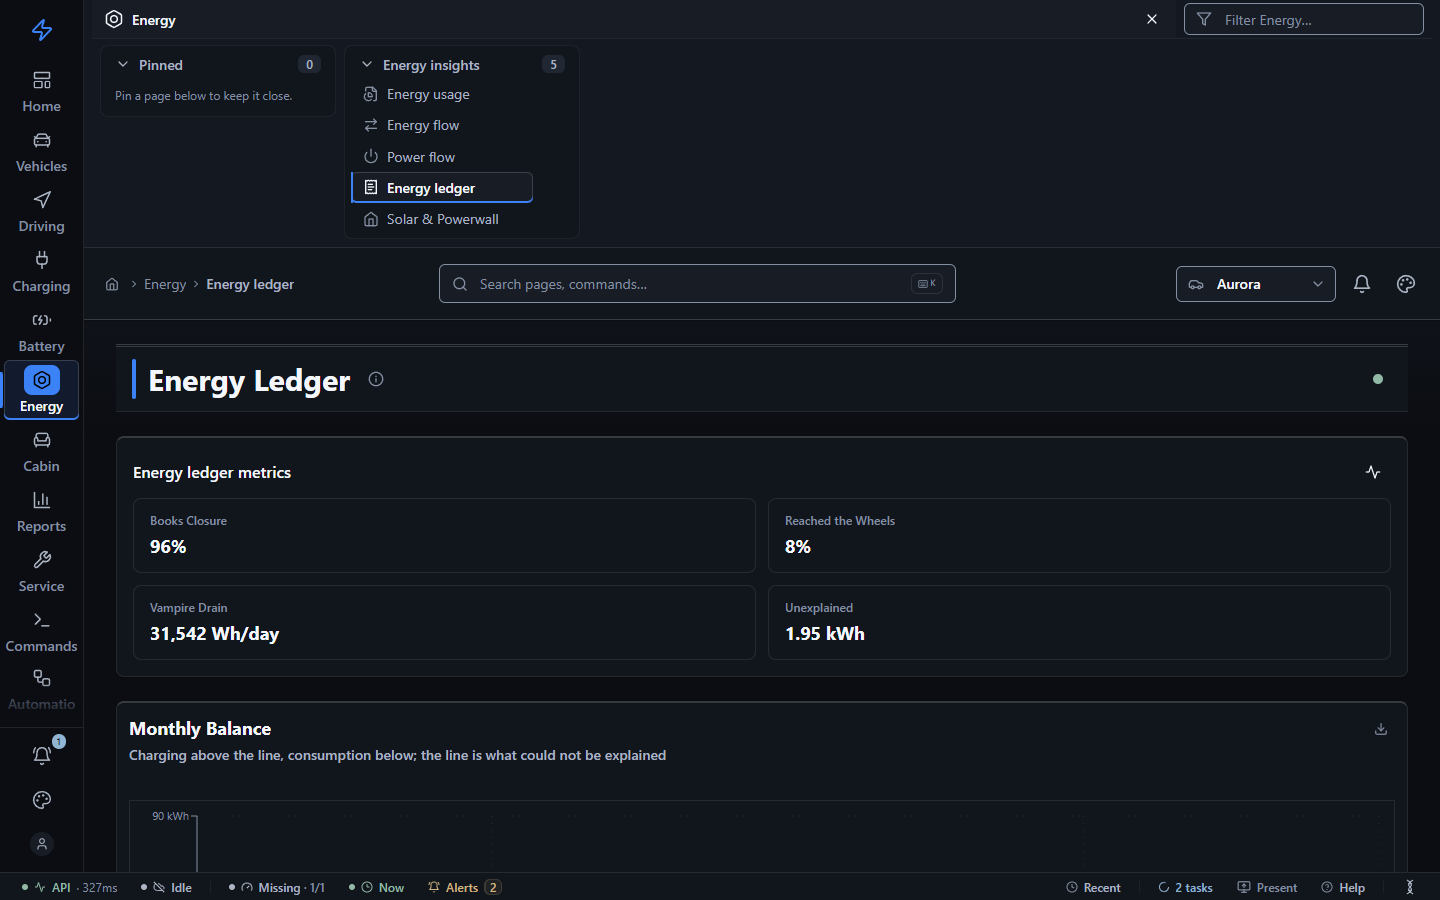 Energy
Filter Energy...
Home
Vehicles
Driving
Charging
Battery
Energy
Cabin
Reports
Service
Commands
Automatio
1
Pinned
0
Pin a page below to keep it close.
Energy insights
5
Energy usage
Energy flow
Power flow
Energy ledger
Solar & Powerwall
Energy
Energy ledger
Search pages, commands...
K
Aurora
Energy Ledger
Energy ledger metrics
Books Closure
96%
Reached the Wheels
8%
Vampire Drain
31,542 Wh/day
Unexplained
1.95 kWh
Monthly Balance
Charging above the line, consumption below; the line is what could not be explained
90 kWh
API · 327ms
Idle
Missing · 1/1
Now
Alerts 2
Recent
2 tasks
Present
Help